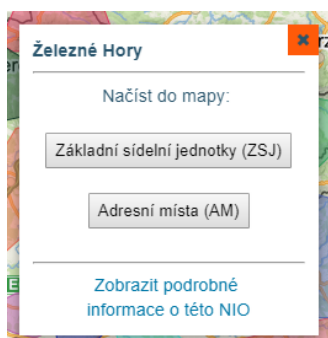 Železné Hory
Načíst do mapy:
Základní sídelní jednotky (ZSJ)
Adresní místa (AM)
Zobrazit podrobné
informace o této NIO
E